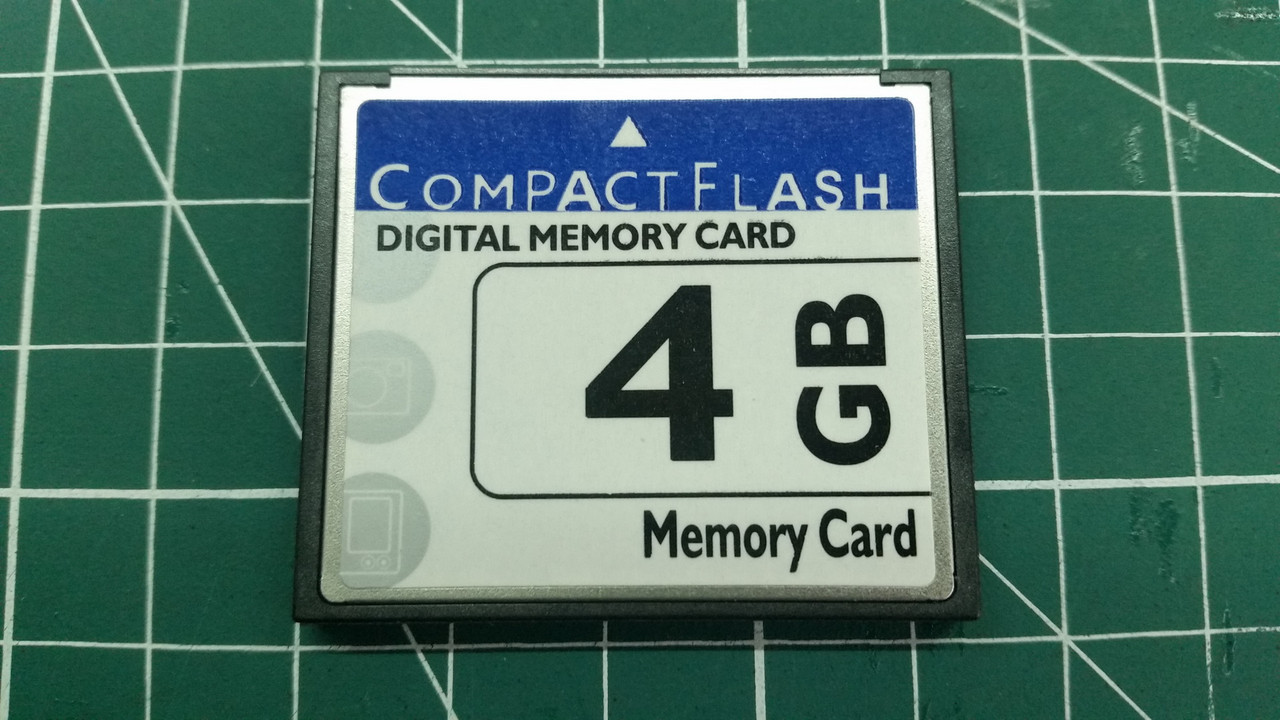 COMPACTFLASH
DIGITAL MEMORY CARD
4 GB
Memory Card